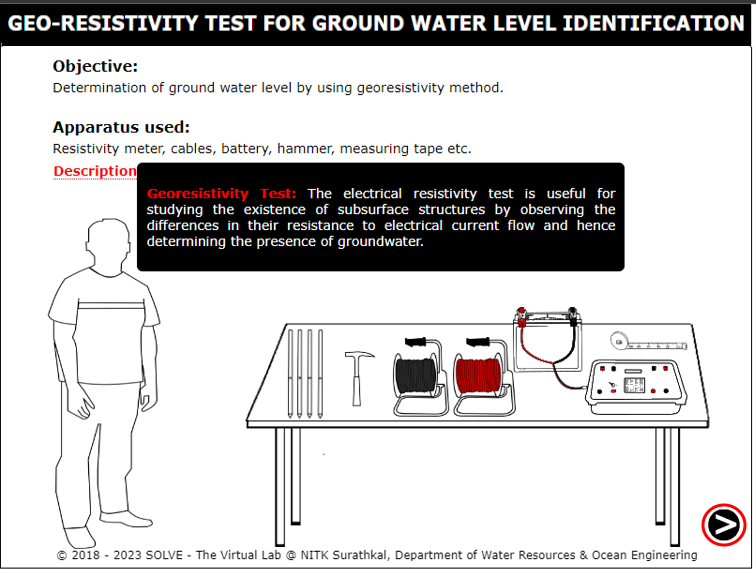 GEO-RESISTIVITY TEST FOR GROUND WATER LEVEL IDENTIFICATION
Objective:
Determination of ground water level by using georesistivity method.
Apparatus used:
Resistivity meter, cables, battery, hammer, measuring tape etc.
Description
Georesistivity Test: The electrical resistivity test is useful for
studying the existence of subsurface structures by observing the
differences in their resistance to electrical current flow and hence
determining the presence of groundwater.
© 2018 - 2023 SOLVE - The Virtual Lab @ NITK Surathkal, Department of Water Resources & Ocean Engineering